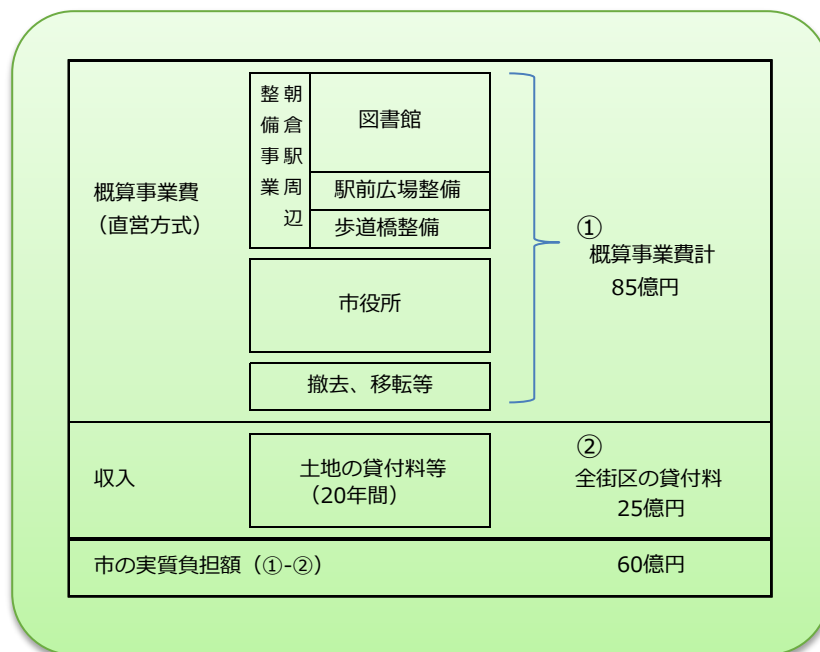 概算事業費
(直営方式)
朝倉駅周辺
整備事業
図書館
駅前広場整備
歩道橋整備
市役所
撤去、移転等
①
概算事業費計
85億円
収入
土地の貸付料等
(20年間)
②
全街区の貸付料
25億円
市の実質負担額(①-②)
60億円